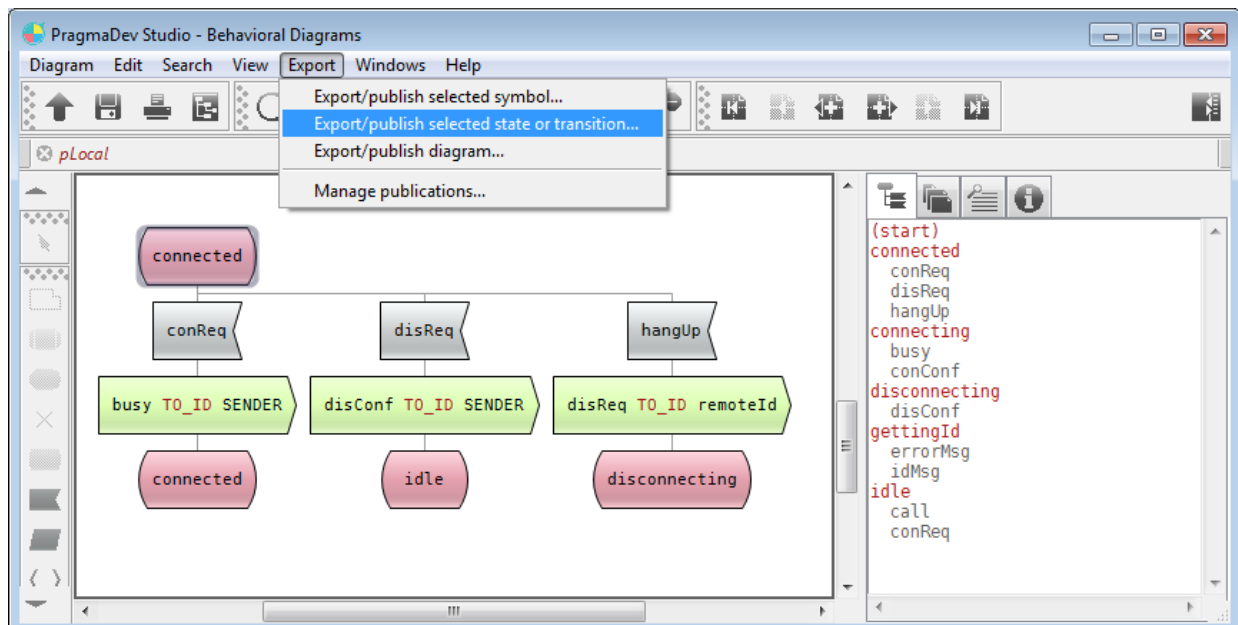 PragmaDev Studio - Behavioral Diagrams
Diagram Edit Search View Export Windows Help
Export/publish selected symbol...
Export/publish selected state or transition...
Export/publish diagram...
Manage publications...
pLocal
connected
conReq disReq hangUp
busy TO_ID SENDER disConf TO_ID SENDER disReq TO_ID remoteId
connected idle disconnecting
(start)
connected
conReq
disReq
hangUp
connecting
busy
conConf
disconnecting
disConf
gettingId
errorMsg
idMsg
idle
call
conReq